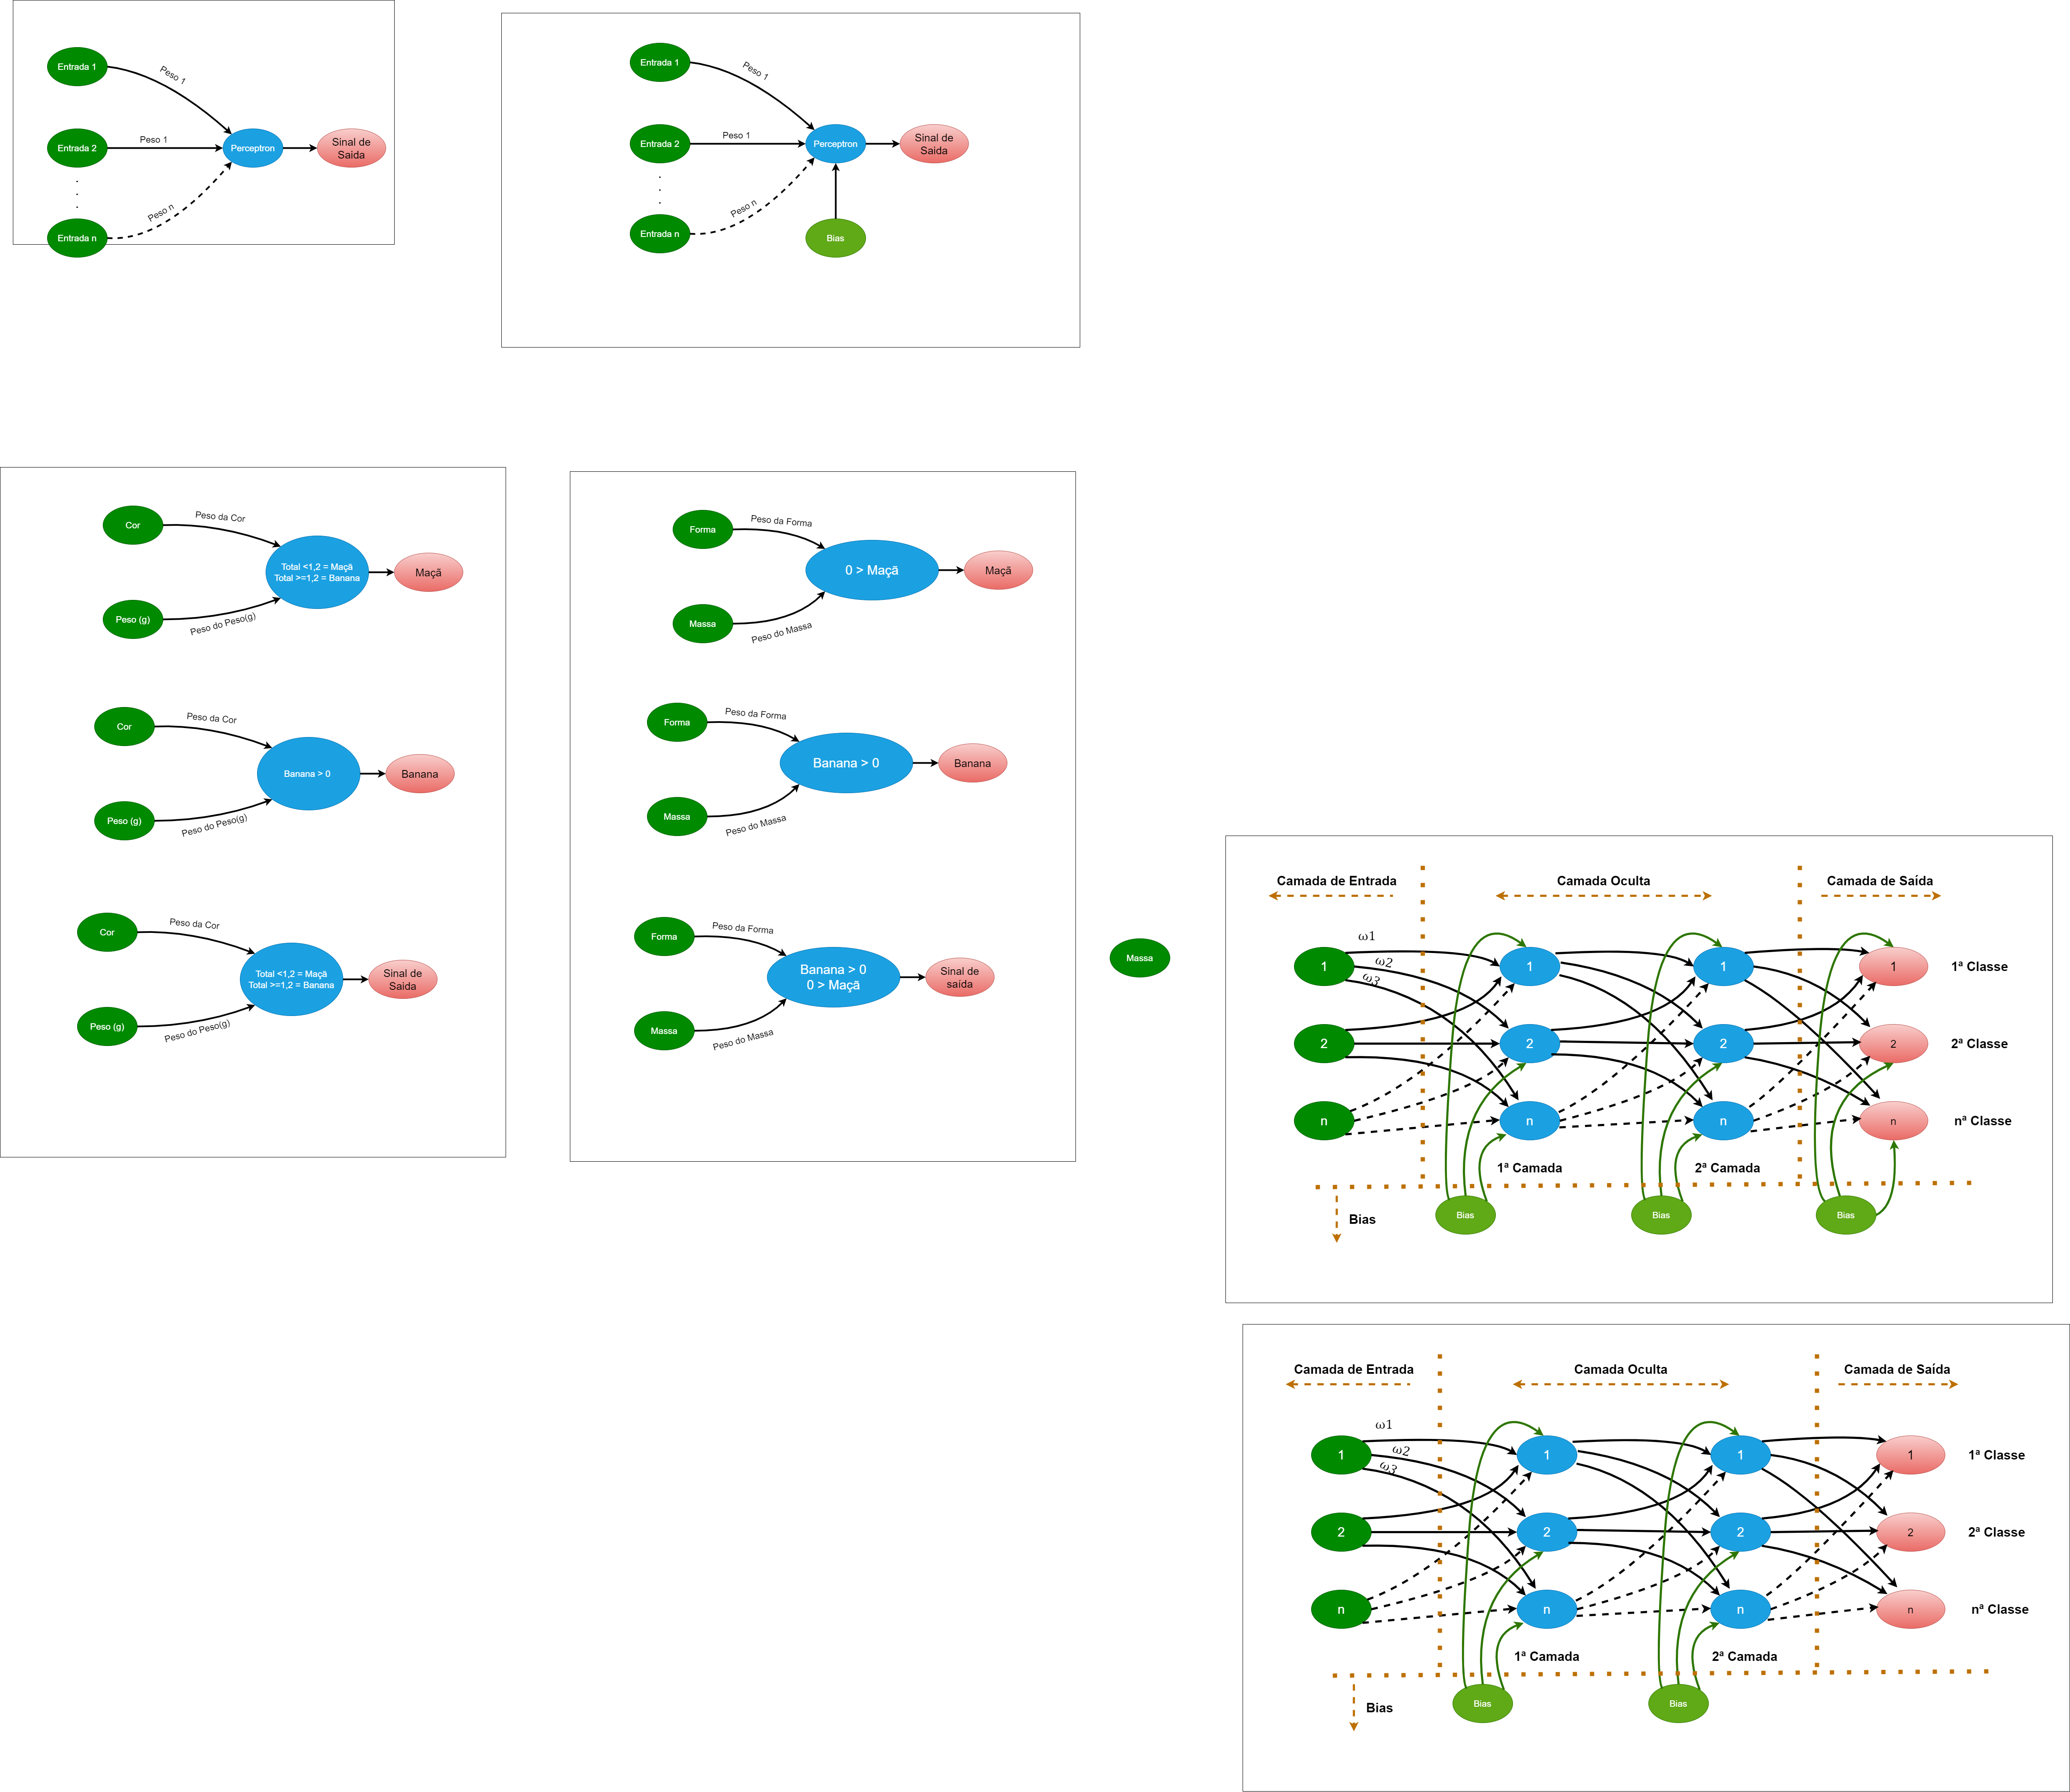 Entrada 1
Peso 1
Entrada 2
Peso 1
Perceptron
Sinal de
Saida
.
.
.
Peso n
Entrada n
Entrada 1
Peso 1
Entrada 2
Peso 1
Perceptron
Sinal de
Saida
.
.
.
Peso n
Entrada n
Bias
Cor
Peso da Cor
Total <1,2 = Maçã
Total >=1,2 = Banana
Maçã
Peso (g)
Peso do Peso(g)
Cor
Peso da Cor
Banana > 0
Banana
Peso (g)
Peso do Peso(g)
Cor
Peso da Cor
Total <1,2 = Maçã
Total >=1,2 = Banana
Sinal de
Saida
Peso (g)
Peso do Peso(g)
Forma
Peso da Forma
0 > Maçã
Maçã
Massa
Peso do Massa
Forma
Peso da Forma
Banana > 0
Banana
Massa
Peso do Massa
Forma
Peso da Forma
Banana > 0
0 > Maçã
Sinal de
saída
Massa
Peso do Massa
Massa
Camada de Entrada
Camada Oculta
Camada de Saída
ω1
ω2
ω3
1
1
1
1
1ª Classe
2
2
2
2
2ª Classe
n
n
n
n
nª Classe
1ª Camada
2ª Camada
Bias
Bias
Bias
Bias
Camada de Entrada
Camada Oculta
Camada de Saída
ω1
ω2
ω3
1
1
1
1
1ª Classe
2
2
2
2
2ª Classe
n
n
n
n
nª Classe
1ª Camada
2ª Camada
Bias
Bias
Bias